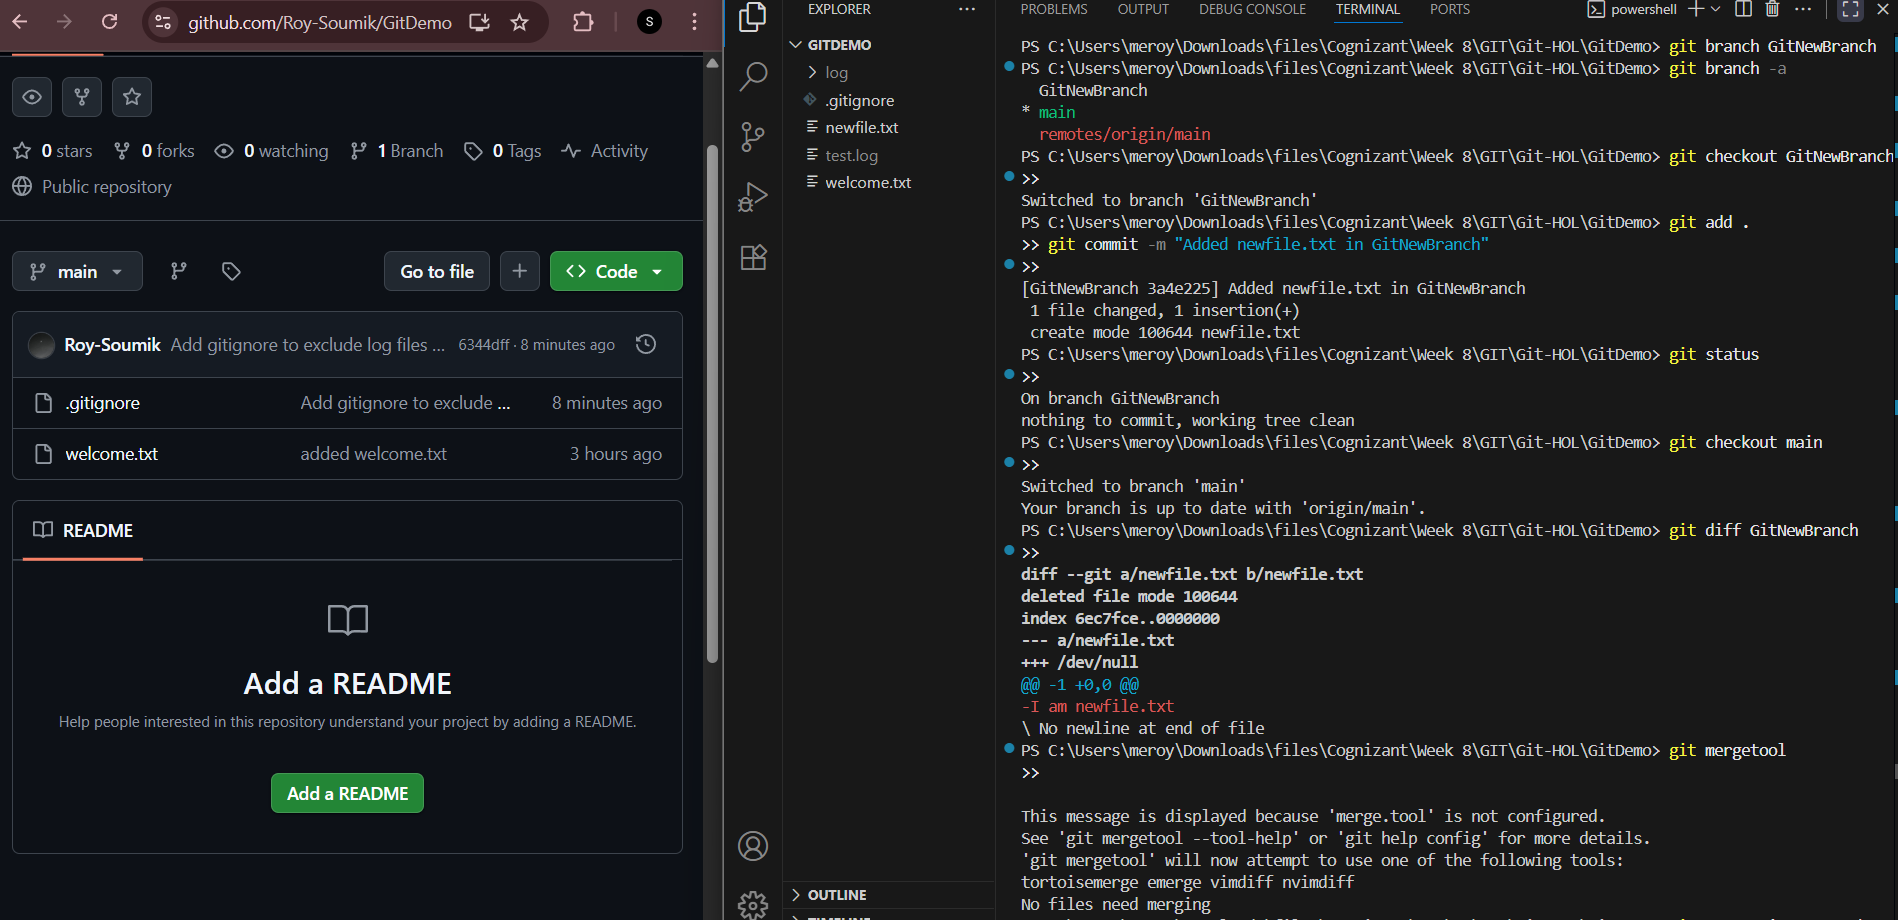 github.com/Roy-Soumik/GitDemo
S
0 stars 0 forks 0 watching 1 Branch 0 Tags Activity
Public repository
main Go to file Code
Roy-Soumik Add gitignore to exclude log files ... 6344dff · 8 minutes ago
.gitignore Add gitignore to exclude ... 8 minutes ago
welcome.txt added welcome.txt 3 hours ago
README
Add a README
Help people interested in this repository understand your project by adding a README.
Add a README
EXPLORER ...
GITDEMO
log
.gitignore
newfile.txt
test.log
welcome.txt
OUTLINE
PROBLEMS OUTPUT DEBUG CONSOLE TERMINAL PORTS powershell
PS C:\Users\meroy\Downloads\files\Cognizant\Week 8\GIT\Git-HOL\GitDemo> git branch GitNewBranch
PS C:\Users\meroy\Downloads\files\Cognizant\Week 8\GIT\Git-HOL\GitDemo> git branch -a
GitNewBranch
* main
remotes/origin/main
PS C:\Users\meroy\Downloads\files\Cognizant\Week 8\GIT\Git-HOL\GitDemo> git checkout GitNewBranch
>>
Switched to branch 'GitNewBranch'
PS C:\Users\meroy\Downloads\files\Cognizant\Week 8\GIT\Git-HOL\GitDemo> git add .
>> git commit -m "Added newfile.txt in GitNewBranch"
>>
[GitNewBranch 3a4e225] Added newfile.txt in GitNewBranch
1 file changed, 1 insertion(+)
create mode 100644 newfile.txt
PS C:\Users\meroy\Downloads\files\Cognizant\Week 8\GIT\Git-HOL\GitDemo> git status
>>
On branch GitNewBranch
nothing to commit, working tree clean
PS C:\Users\meroy\Downloads\files\Cognizant\Week 8\GIT\Git-HOL\GitDemo> git checkout main
>>
Switched to branch 'main'
Your branch is up to date with 'origin/main'.
PS C:\Users\meroy\Downloads\files\Cognizant\Week 8\GIT\Git-HOL\GitDemo> git diff GitNewBranch
>>
diff --git a/newfile.txt b/newfile.txt
deleted file mode 100644
index 6ec7fce..0000000
--- a/newfile.txt
+++ /dev/null
@@ -1 +0,0 @@
-I am newfile.txt
\ No newline at end of file
PS C:\Users\meroy\Downloads\files\Cognizant\Week 8\GIT\Git-HOL\GitDemo> git mergetool
>>
This message is displayed because 'merge.tool' is not configured.
See 'git mergetool --tool-help' or 'git help config' for more details.
'git mergetool' will now attempt to use one of the following tools:
tortoisemerge emerge vimdiff nvimdiff
No files need merging